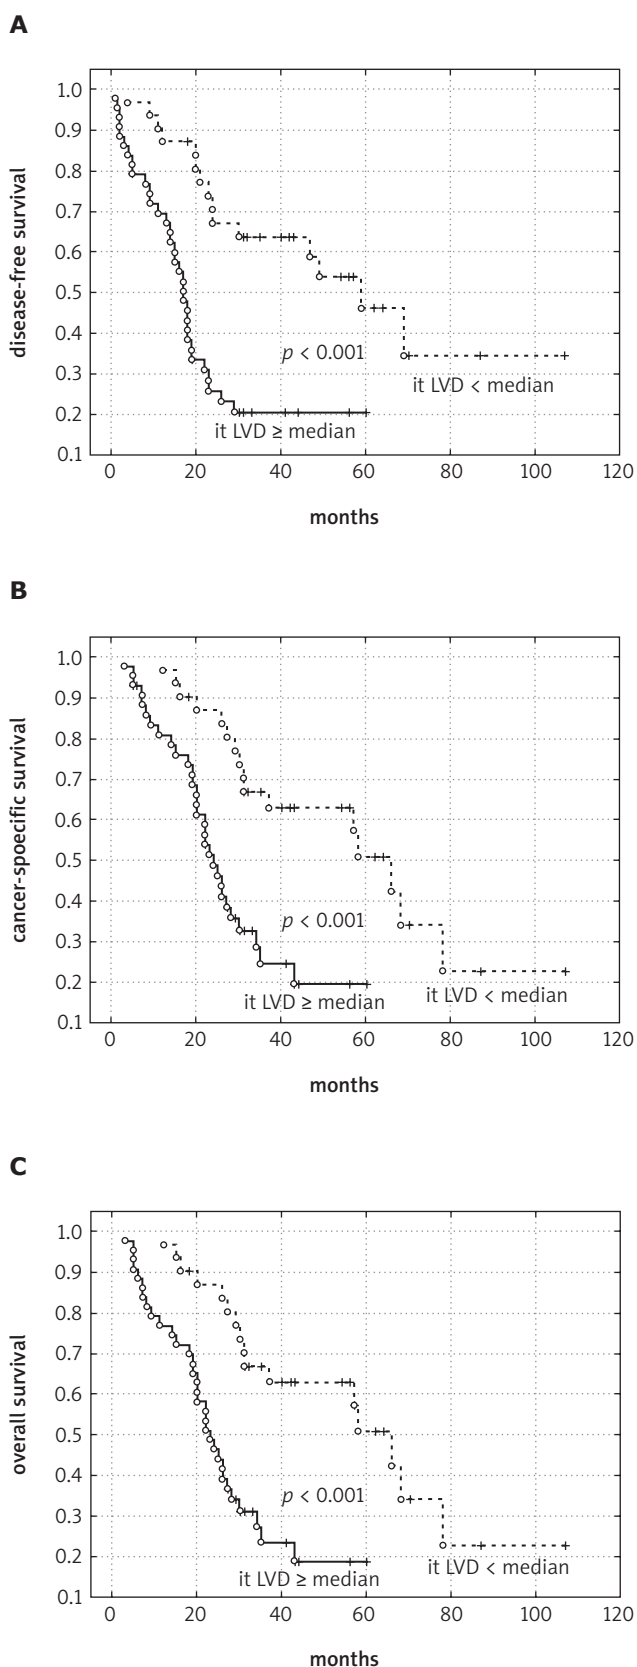 A
disease-free survival
1.0
0.9
0.8
0.7
0.6
0.5
0.4
0.3
0.2
0.1
p < 0.001
it LVD < median
it LVD ≥ median
0 20 40 60 80 100 120
months
B
cancer-spoecific survival
1.0
0.9
0.8
0.7
0.6
0.5
0.4
0.3
0.2
0.1
p < 0.001
it LVD ≥ median it LVD < median
0 20 40 60 80 100 120
months
C
overall survival
1.0
0.9
0.8
0.7
0.6
0.5
0.4
0.3
0.2
0.1
p < 0.001
it LVD ≥ median it LVD < median
0 20 40 60 80 100 120
months